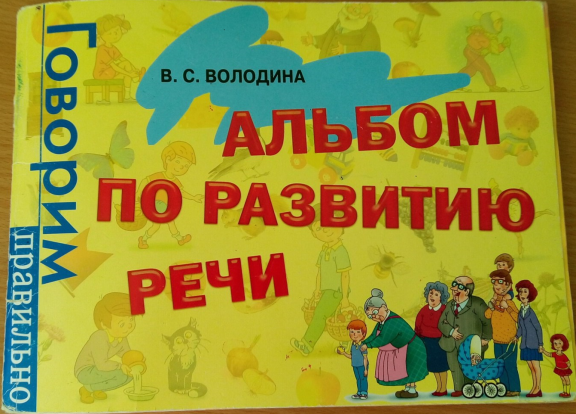 Говорим
правильно
В. С. ВОЛОДИНА
АЛЬБОМ
ПО РАЗВИТИЮ
РЕЧИ